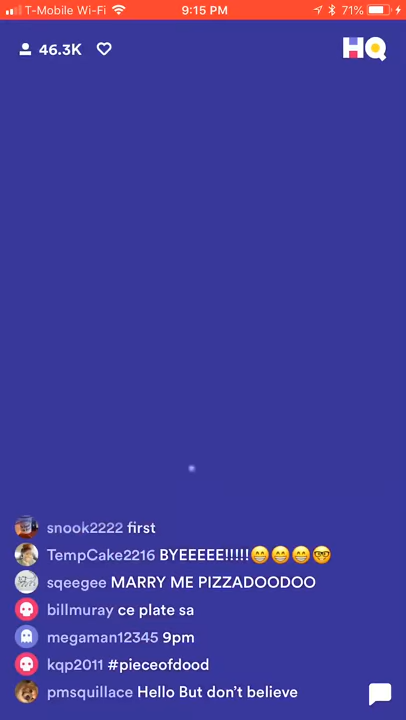 T-Mobile Wi-Fi 9:15 PM 71%
46.3K HQ
snook2222 first
TempCake2216 BYEEEEE!!!!!😁😁😁🤓
sqeegee MARRY ME PIZZADOODOO
billmuray ce plate sa
megaman12345 9pm
kqp2011 #pieceofdood
pmsquillace Hello But don't believe